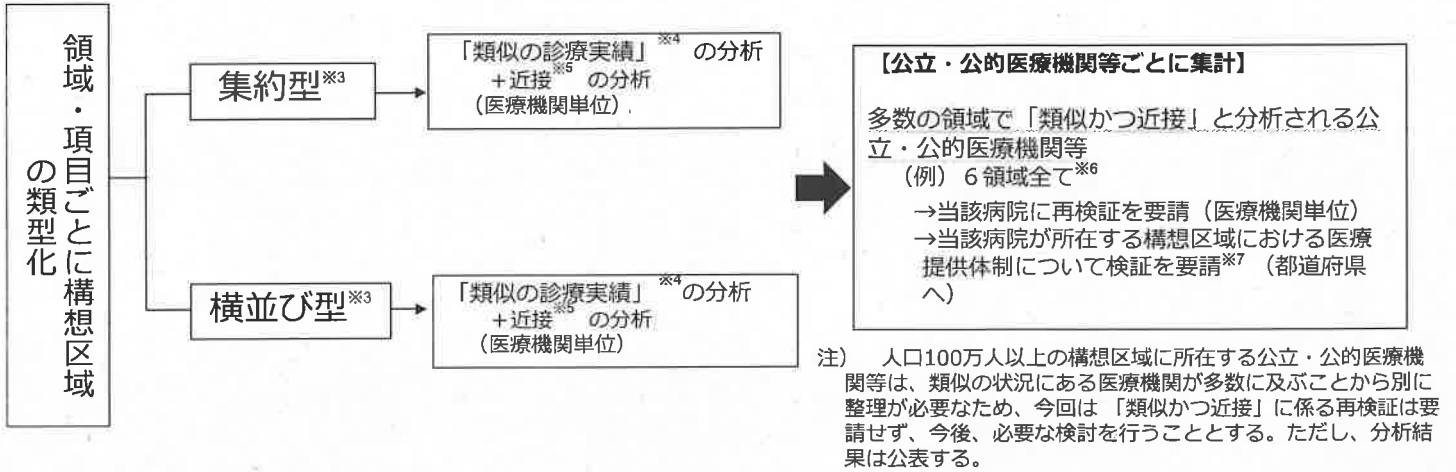 領域・項目ごとに構想区域
の類型化
集約型※3
「類似の診療実績」※4 の分析
＋近接※5 の分析
（医療機関単位）.
横並び型※3
「類似の診療実績」※4の分析
＋近接※5 の分析
（医療機関単位）
【公立・公的医療機関等ごとに集計】
多数の領域で「類似かつ近接」と分析される公
立・公的医療機関等
（例）６領域全て※6
→当該病院に再検証を要請（医療機関単位）
→当該病院が所在する構想区域における医療
提供体制について検証を要請※7 （都道府県
へ）
注） 人口100万人以上の構想区域に所在する公立・公的医療機
関等は、類似の状況にある医療機関が多数に及ぶことから別に
整理が必要なため、今回は 「類似かつ近接」に係る再検証は要
請せず、今後、必要な検討を行うこととする。ただし、分析結
果は公表する。